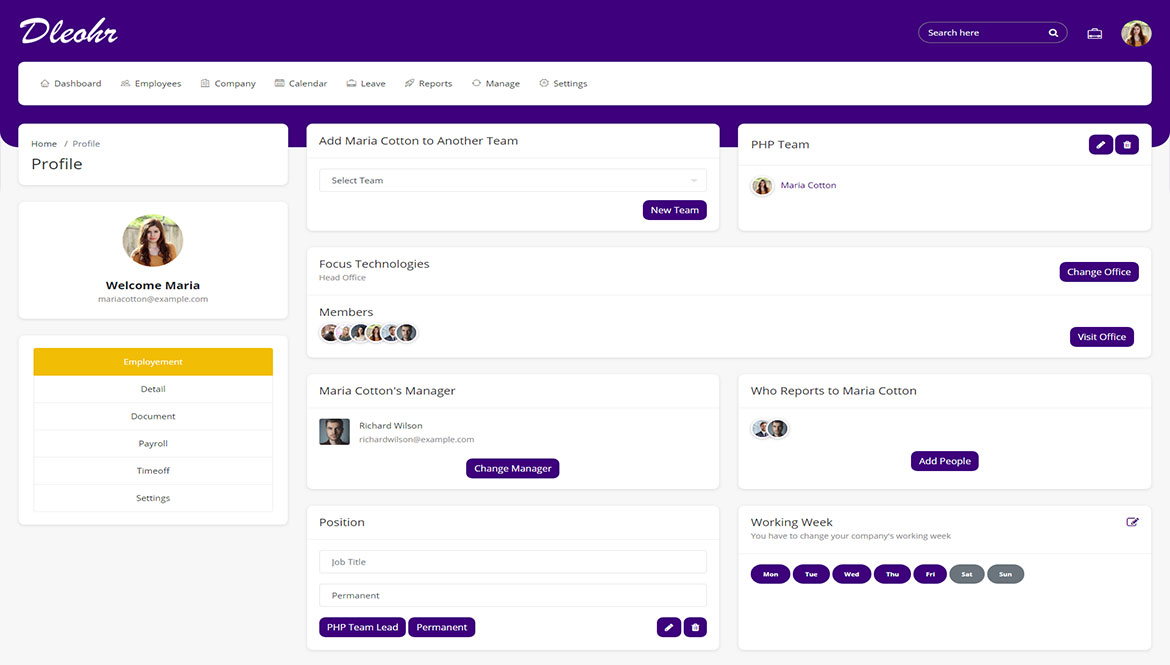 Dleohr
Search here
Dashboard Employees Company Calendar Leave Reports Manage Settings
Home / Profile
Profile
Welcome Maria
mariacotton@example.com
Employement
Detail
Document
Payroll
Timeoff
Settings
Add Maria Cotton to Another Team
Select Team
New Team
PHP Team
Maria Cotton
Focus Technologies
Head Office
Change Office
Members
Visit Office
Maria Cotton's Manager
Richard Wilson
richardwilson@example.com
Change Manager
Who Reports to Maria Cotton
Add People
Position
Job Title
Permanent
PHP Team Lead Permanent
Working Week
You have to change your company's working week
Mon Tue Wed Thu Fri Sat Sun